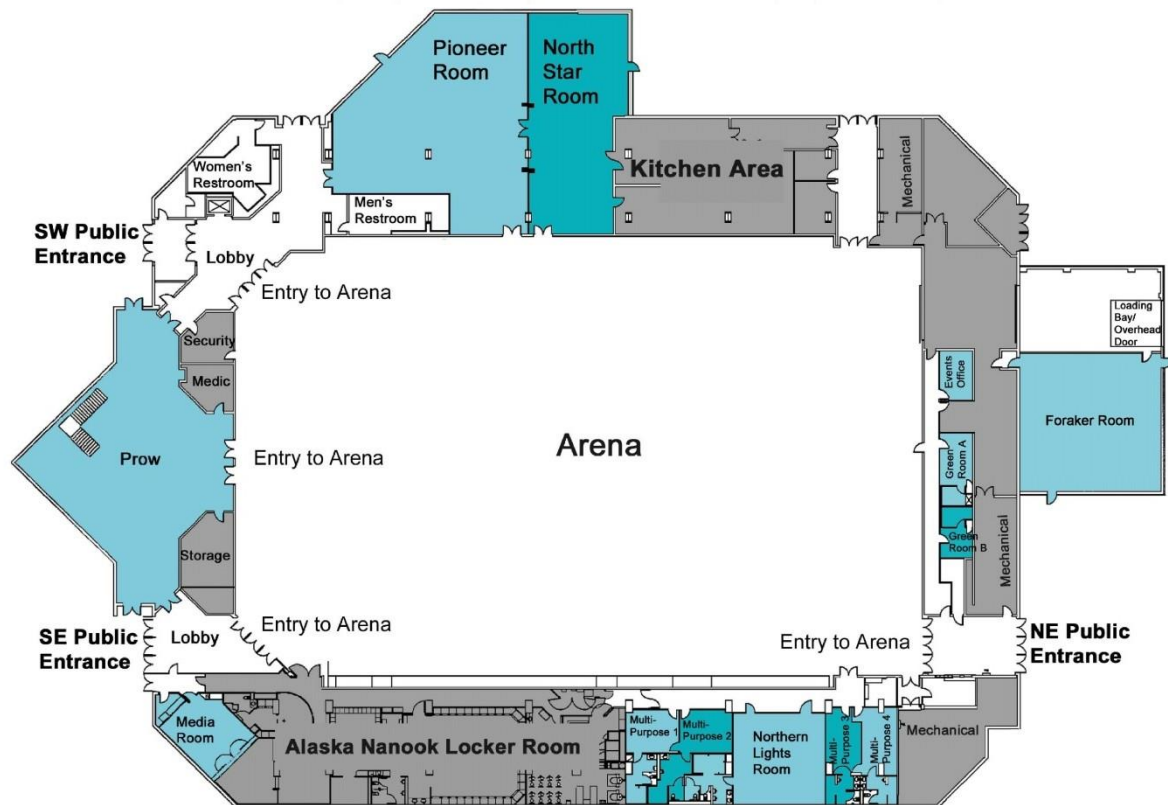 Pioneer
Room
North
Star
Room
Kitchen Area
Mechanical
Women's
Restroom
Men's
Restroom
SW Public
Entrance
Lobby
Entry to Arena
Security
Medic
Prow
Entry to Arena
Storage
Arena
Loading
Bay/
Overhead
Door
Events
Office
Foraker Room
Green
Room A
Green
Room B
Mechanical
SE Public
Entrance
Lobby
Entry to Arena
Entry to Arena
NE Public
Entrance
Media
Room
Alaska Nanook Locker Room
Multi-
Purpose 1
Multi-
Purpose 2
Northern
Lights
Room
Multi-
Purpose 3
Multi-
Purpose 4
Mechanical